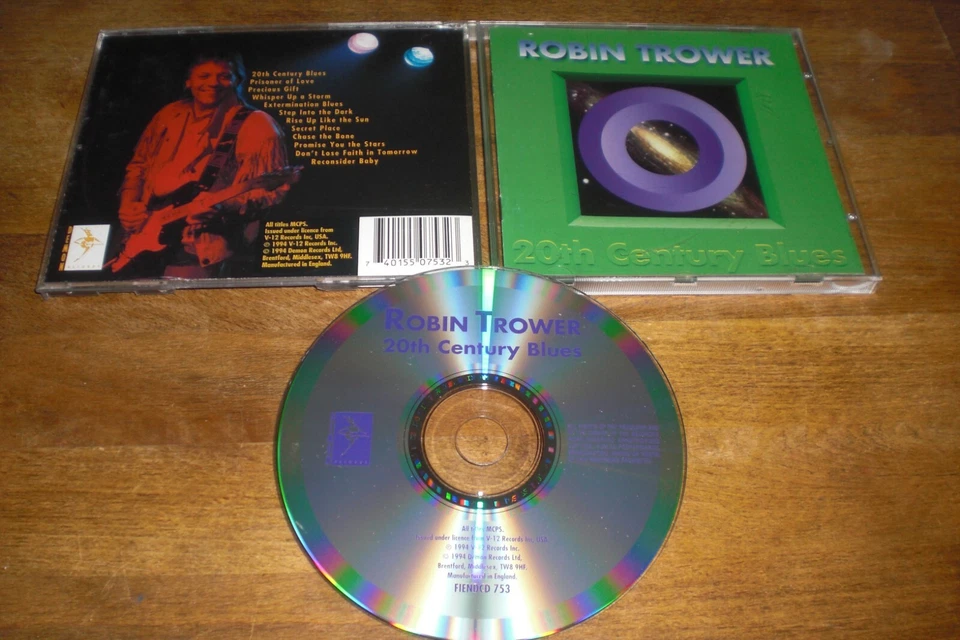 20th Century Blues
Prisoner of Love
Precious Gift
Whisper Up a Storm
Extermination Blues
Step Into the Dark
Rise Up Like the Sun
Secret Place
Chase the Bone
Promise You the Stars
Don't Lose Faith in Tomorrow
Reconsider Baby
All titles MCPS.
Issued under licence from
V-12 Records Inc, USA.
℗ 1994 V-12 Records Inc.
© 1994 Demon Records Ltd,
Brentford, Middlesex, TW8 9HF.
Manufactured in England.
7 40155 07532 3
ROBIN TROWER
20th Century Blues
ROBIN TROWER
20th Century Blues
All titles MCPS.
Issued under licence from V-12 Records Inc, USA.
℗ 1994 V-12 Records Inc.
© 1994 Demon Records Ltd,
Brentford, Middlesex, TW8 9HF.
Manufactured in England.
FIENDCD 753